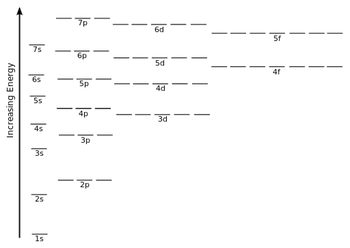 7p
6d
5f
7s
6p
5d
4f
6s
5p
4d
5s
4p
3d
4s
3p
3s
2p
2s
1s
Increasing Energy